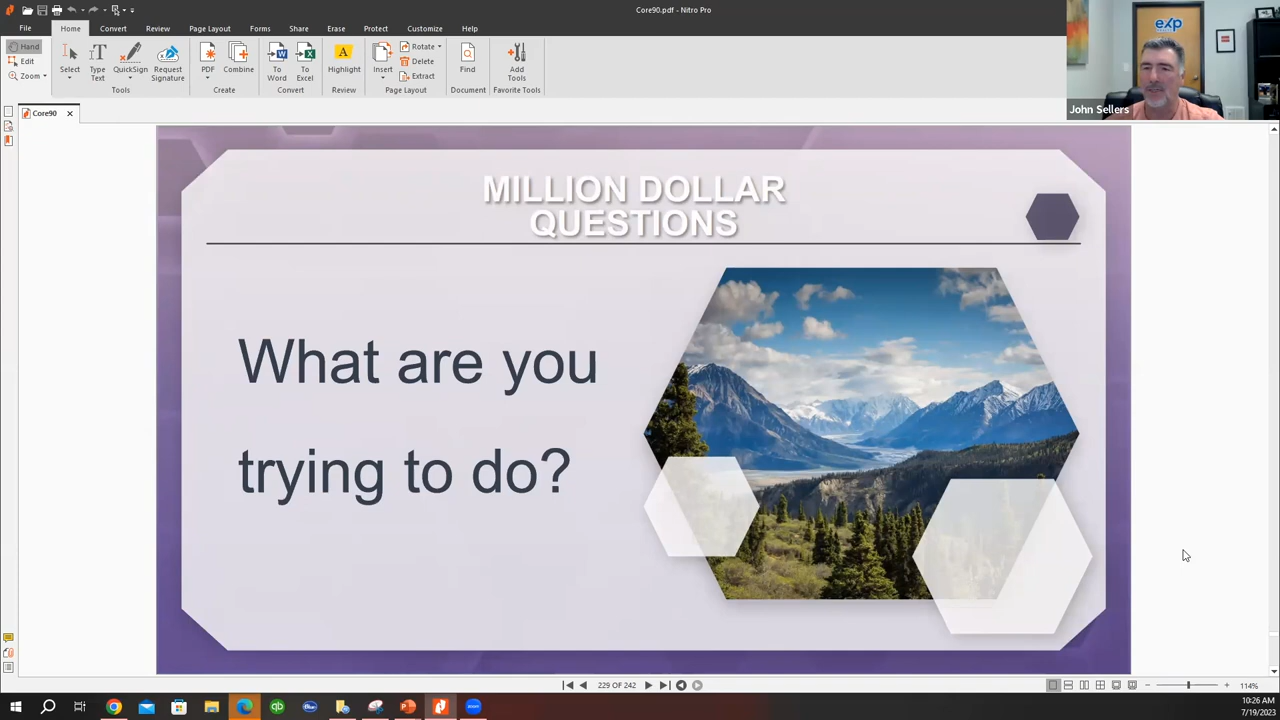 Core90.pdf - Nitro Pro
File Home Convert Review Page Layout Forms Share Erase Protect Customize Help
Hand
Edit
Zoom
Select
Type
Text
QuickSign
Request
Signature
Tools
PDF
Combine
Create
To
Word
To
Excel
Convert
Highlight
Review
Insert
Rotate
Delete
Extract
Page Layout
Find
Document
Add
Tools
Favorite Tools
exp
John Sellers
Core90
MILLION DOLLAR
QUESTIONS
What are you
trying to do?
229 OF 242
114%
10:26 AM
7/19/2023